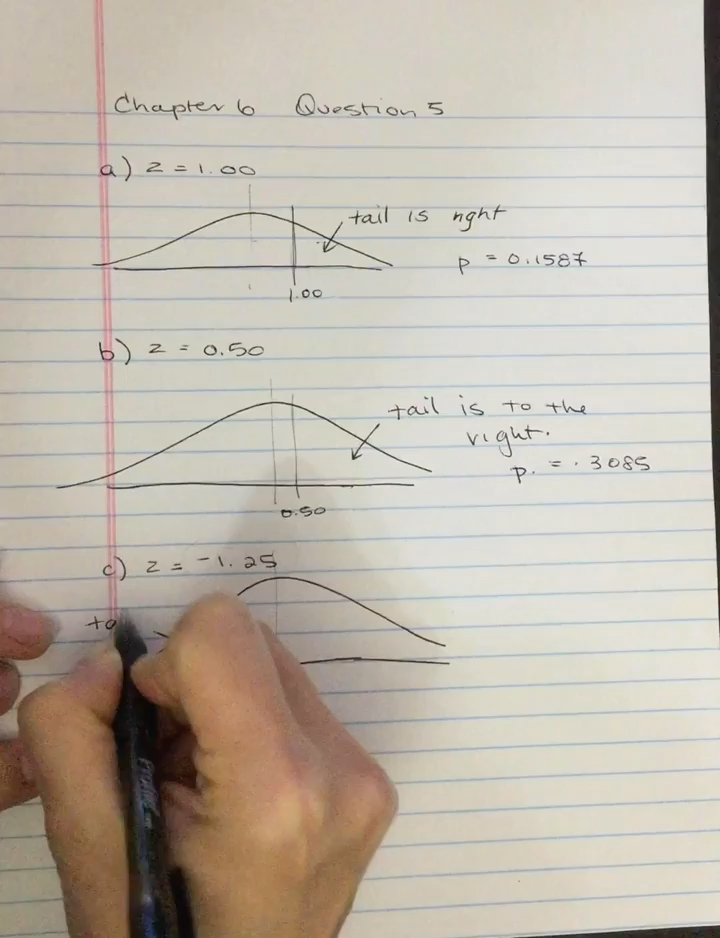 Chapter 6 Question 5
a) z = 1.00
tail is right
p = 0.1587
1.00
b) z = 0.50
tail is to the
right.
p. = .3085
0.50
c) z = -1.25